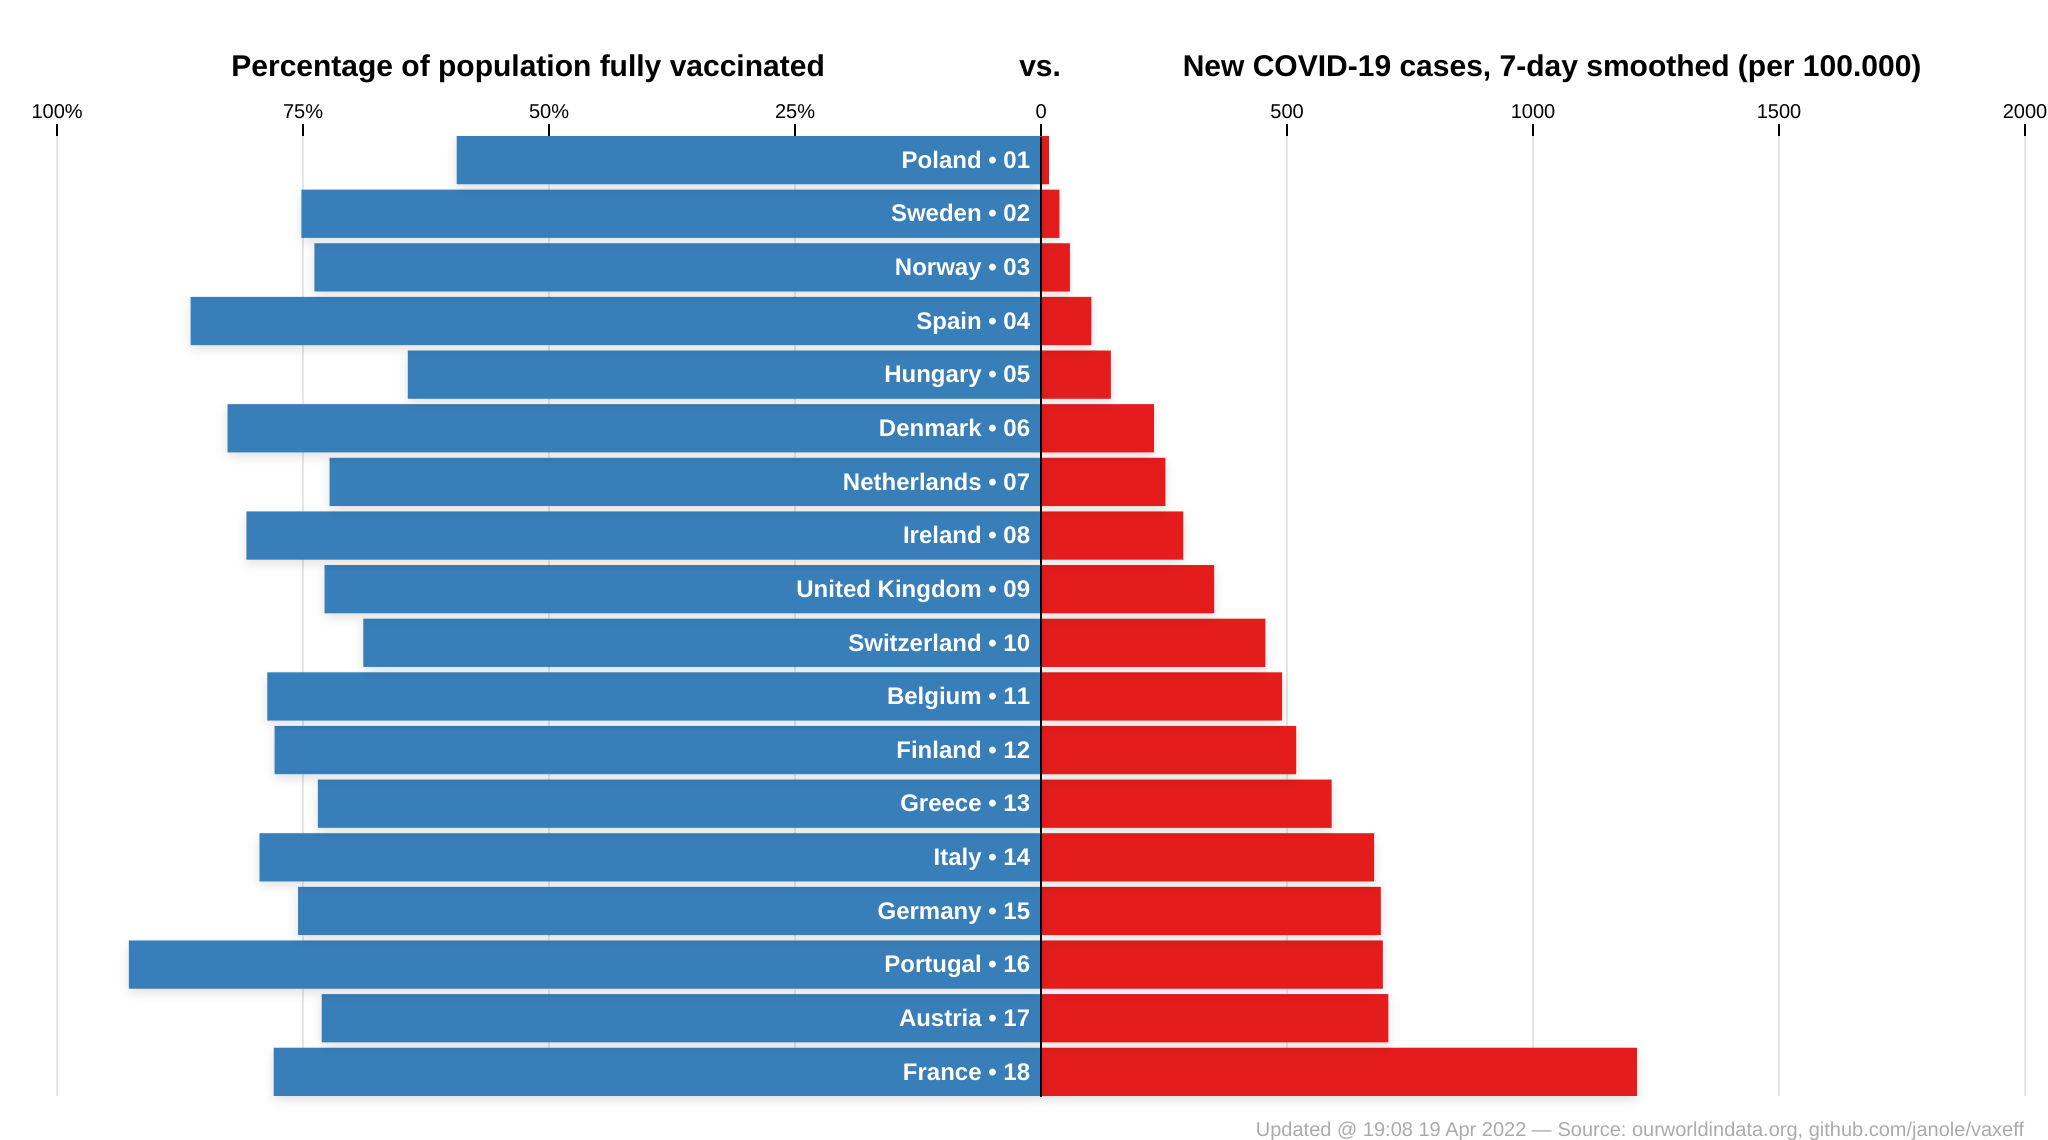 Percentage of population fully vaccinated vs. New COVID-19 cases, 7-day smoothed (per 100.000)
100% 75% 50% 25% 0 500 1000 1500 2000
Poland • 01
Sweden • 02
Norway • 03
Spain • 04
Hungary • 05
Denmark • 06
Netherlands • 07
Ireland • 08
United Kingdom • 09
Switzerland • 10
Belgium • 11
Finland • 12
Greece • 13
Italy • 14
Germany • 15
Portugal • 16
Austria • 17
France • 18
Updated @ 19:08 19 Apr 2022 — Source: ourworldindata.org, github.com/janole/vaxeff